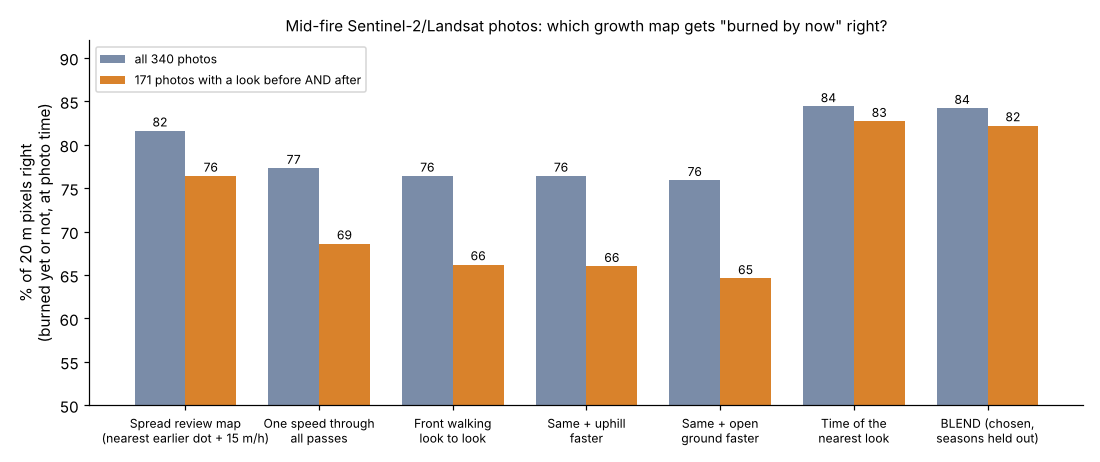 Mid-fire Sentinel-2/Landsat photos: which growth map gets "burned by now" right?
all 340 photos
171 photos with a look before AND after
% of 20 m pixels right
(burned yet or not, at photo time)
90
85
80
75
70
65
60
55
50
82
76
77
69
76
66
76
66
76
65
84
83
84
82
Spread review map
(nearest earlier dot + 15 m/h)
One speed through
all passes
Front walking
look to look
Same + uphill
faster
Same + open
ground faster
Time of the
nearest look
BLEND (chosen,
seasons held out)